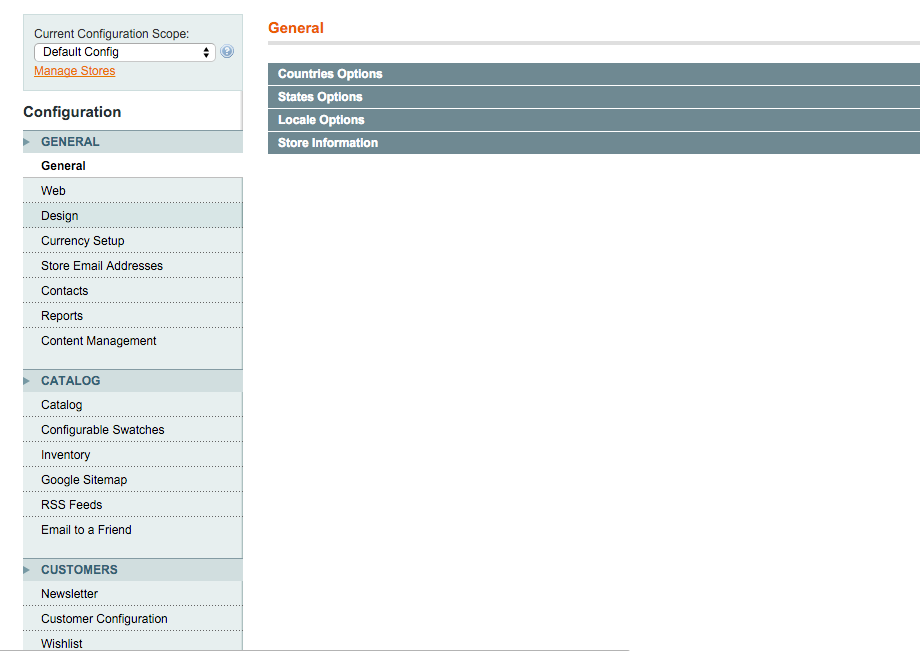 Current Configuration Scope:
Default Config
Manage Stores
Configuration
GENERAL
General
Web
Design
Currency Setup
Store Email Addresses
Contacts
Reports
Content Management
CATALOG
Catalog
Configurable Swatches
Inventory
Google Sitemap
RSS Feeds
Email to a Friend
CUSTOMERS
Newsletter
Customer Configuration
Wishlist
General
Countries Options
States Options
Locale Options
Store Information